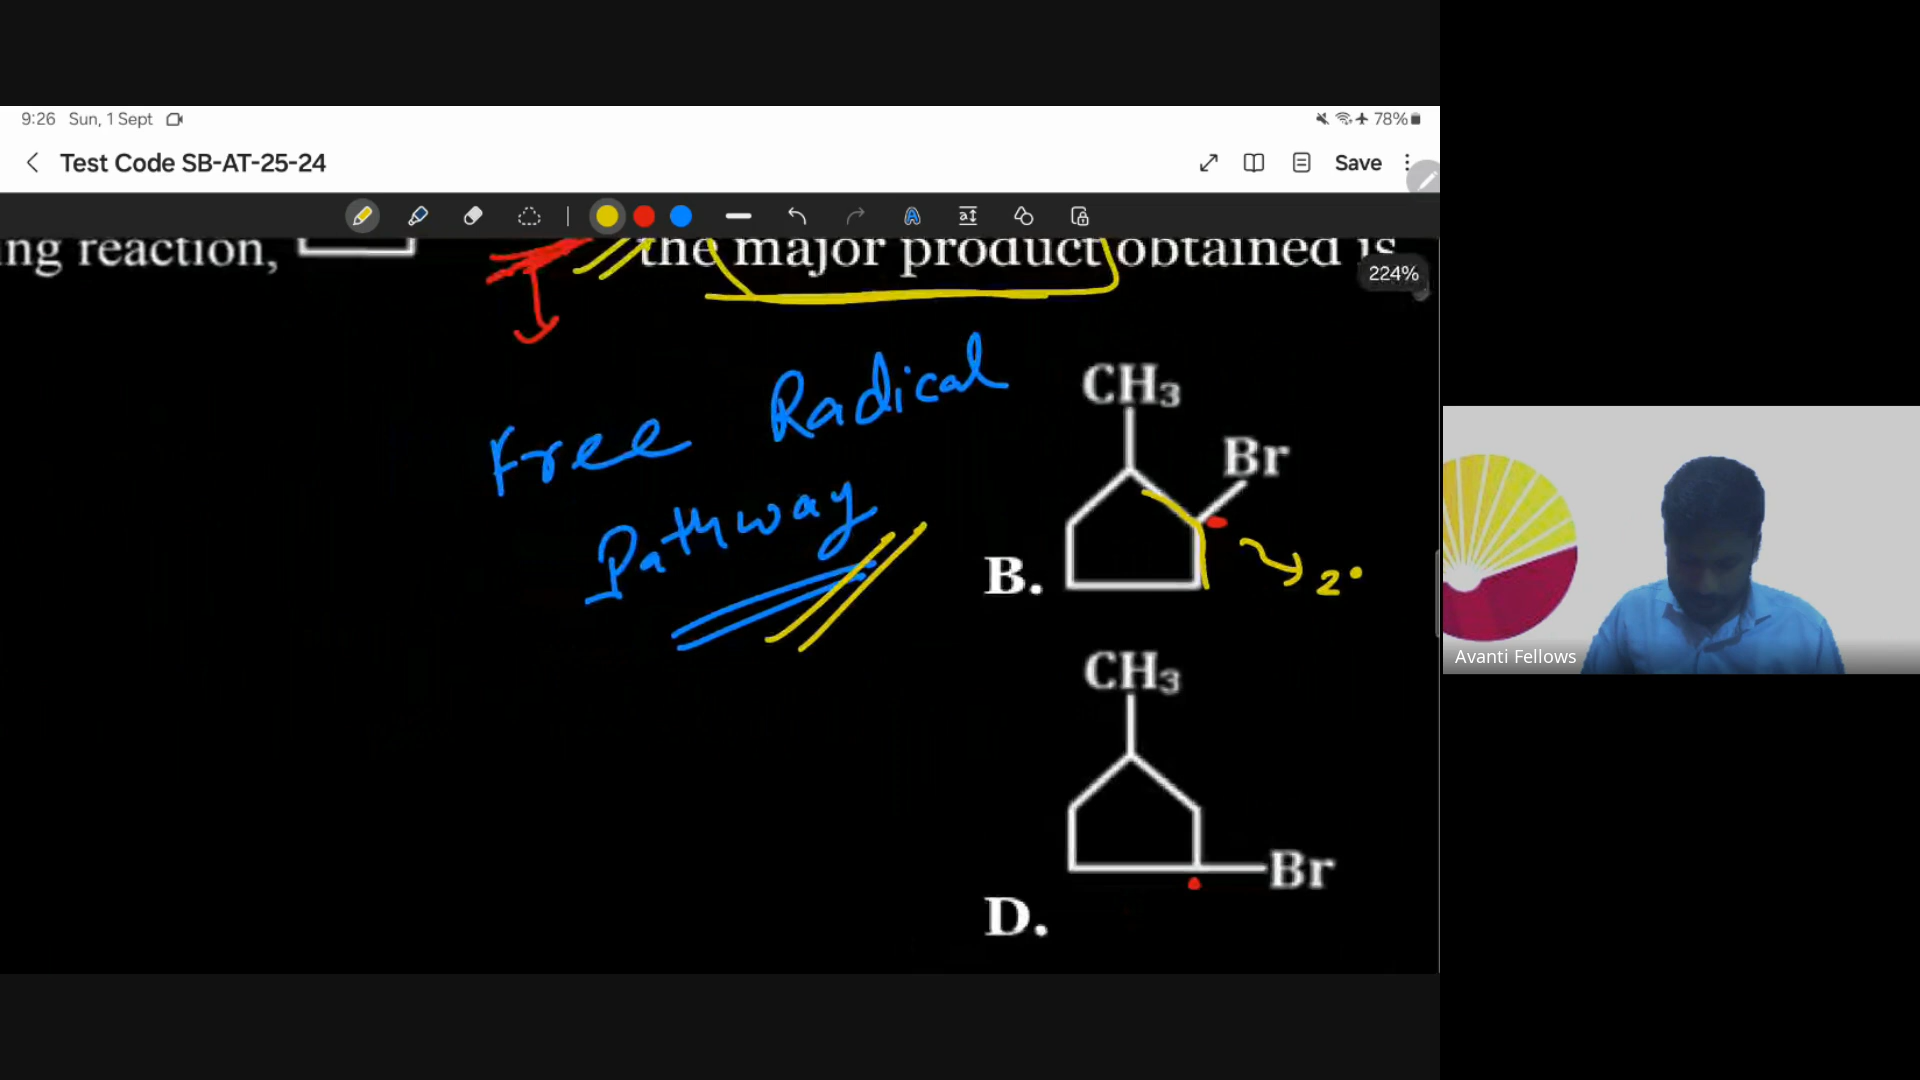 9:26 Sun, 1 Sept
78%
Test Code SB-AT-25-24
Save
ng reaction, the major product obtained is
224%
Free Radical
Pathway
CH3
Br
B.
2°
CH3
Br
D.
Avanti Fellows